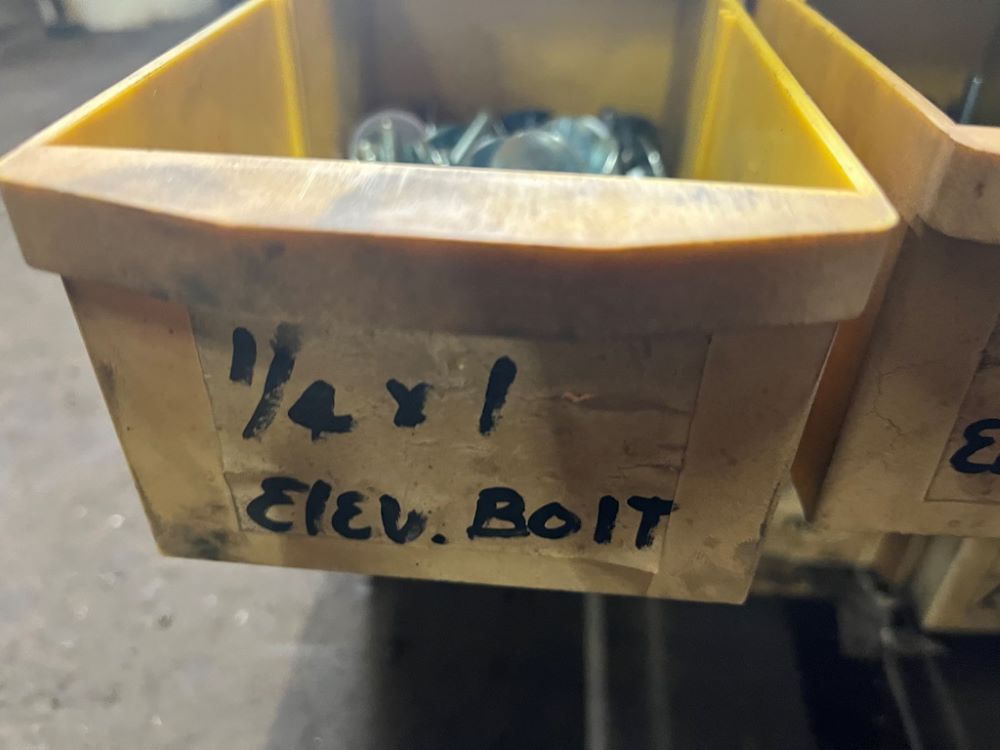 1/4 x 1
Elev. Bolt